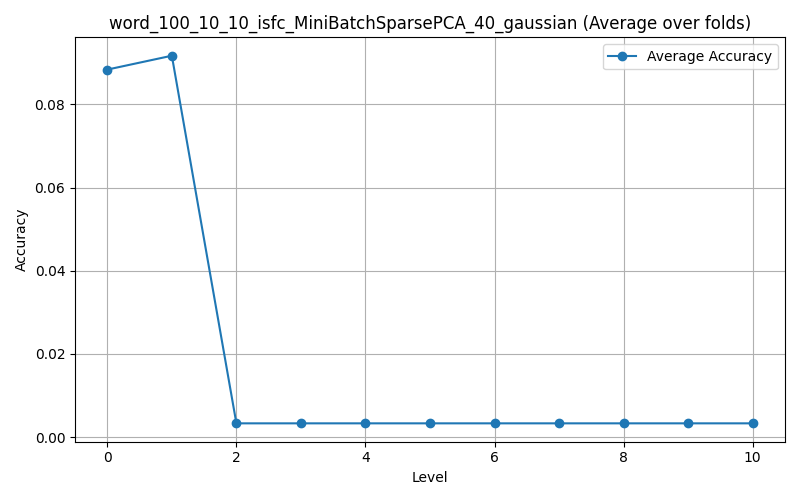 word_100_10_10_isfc_MiniBatchSparsePCA_40_gaussian (Average over folds)
Average Accuracy
0.08
0.06
0.04
0.02
0.00
Accuracy
0 2 4 6 8 10
Level